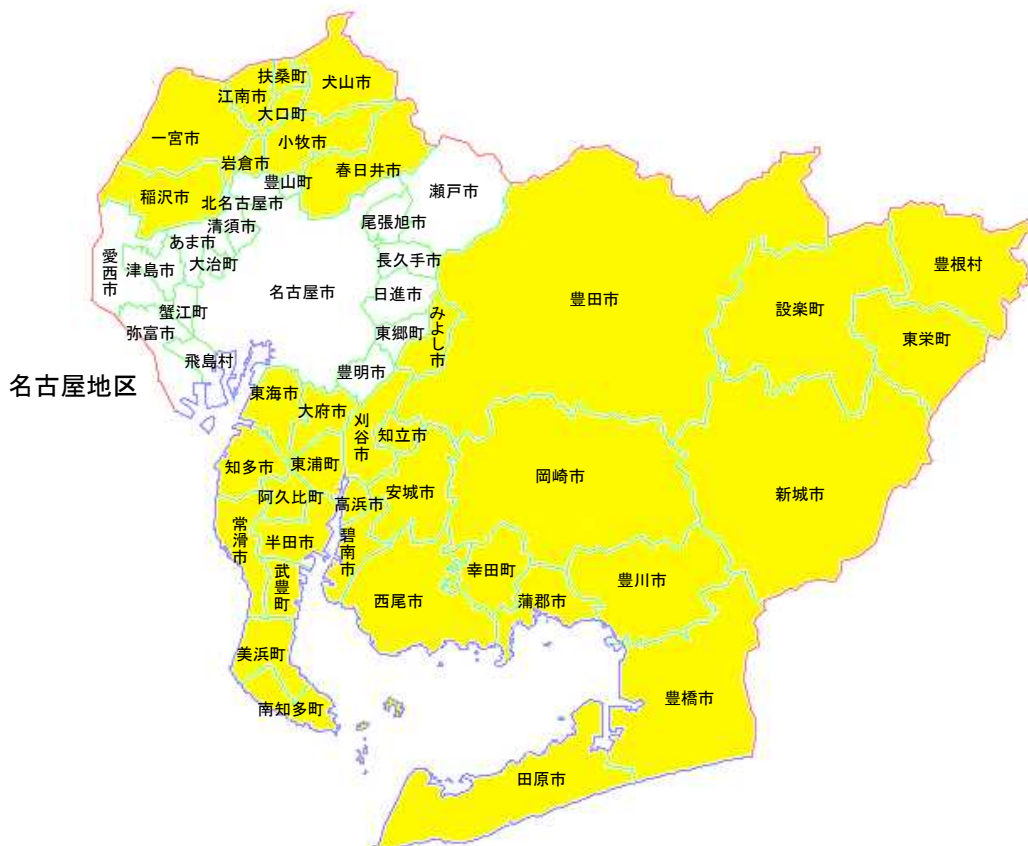 扶桑町
犬山市
江南市
大口町
一宮市
小牧市
岩倉市
春日井市
豊山町
瀬戸市
稲沢市
北名古屋市
尾張旭市
清須市
あま市
愛西市
津島市
大治町
長久手市
豊根村
名古屋市
日進市
豊田市
設楽町
蟹江町
みよし市
弥富市
東郷町
東栄町
飛島村
豊明市
名古屋地区
東海市
大府市
刈谷市
知立市
知多市
東浦町
岡崎市
阿久比町
高浜市
安城市
新城市
常滑市
半田市
碧南市
武豊町
幸田町
豊川市
西尾市
蒲郡市
美浜町
豊橋市
南知多町
田原市